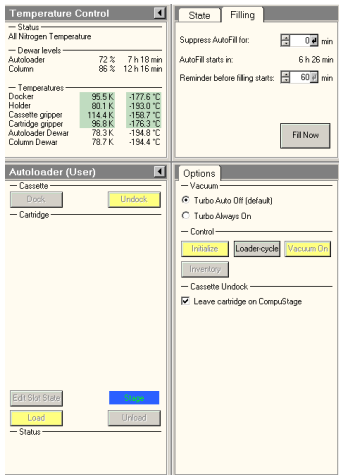 Temperature Control
Status
All Nitrogen Temperature
Dewar levels
Autoloader 72 % 7 h 18 min
Column 86 % 12 h 16 min
Temperatures
Docker 95.5 K -177.6 °C
Holder 80.1 K -193.0 °C
Cassette gripper 114.4 K -158.7 °C
Cartridge gripper 96.8 K -176.3 °C
Autoloader Dewar 78.3 K -194.8 °C
Column Dewar 78.7 K -194.4 °C
State Filling
Suppress AutoFill for: 0 min
AutoFill starts in: 6 h 26 min
Reminder before filling starts: 60 min
Fill Now
Autoloader (User)
Cassette
Dock Undock
Cartridge
Edit Slot State Stage
Load Unload
Status
Options
Vacuum
Turbo Auto Off (default)
Turbo Always On
Control
Initialize Loader-cycle Vacuum On
Inventory
Cassette Undock
Leave cartridge on CompuStage